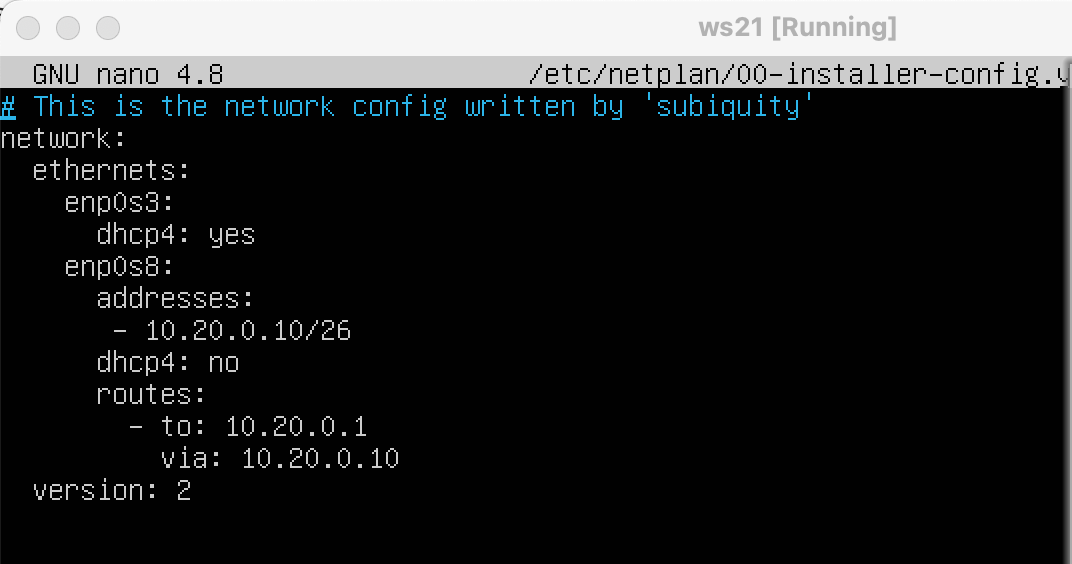 ws21 [Running]
GNU nano 4.8 /etc/netplan/00-installer-config.y
# This is the network config written by 'subiquity'
network:
  ethernets:
    enp0s3:
      dhcp4: yes
    enp0s8:
      addresses:
       - 10.20.0.10/26
      dhcp4: no
      routes:
        - to: 10.20.0.1
          via: 10.20.0.10
  version: 2